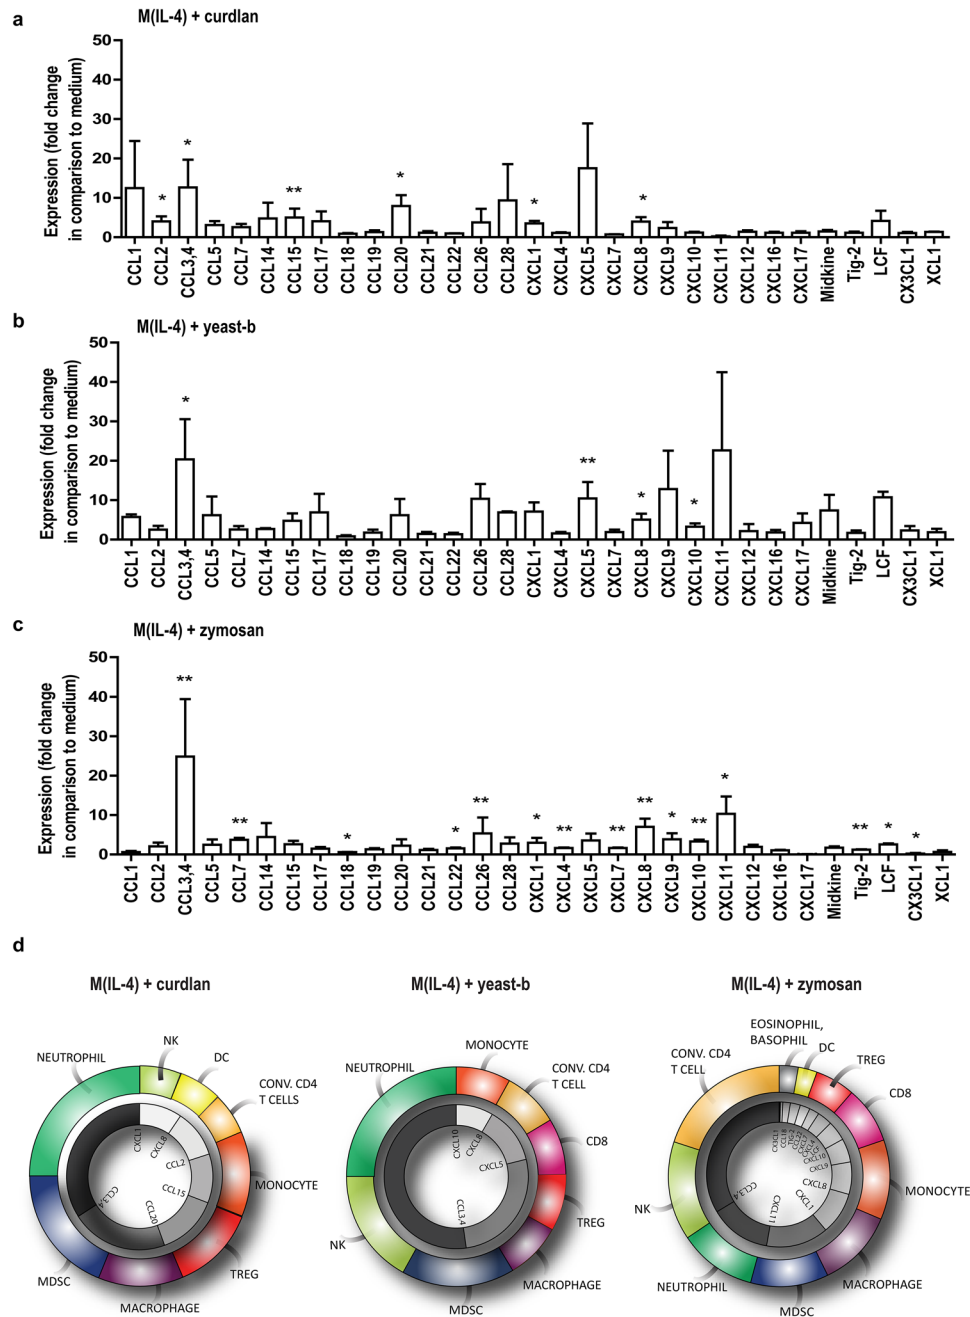 a
M(IL-4) + curdlan
Expression (fold change
in comparison to medium)
50
40
30
20
10
0
*
*
**
*
*
*
CCL1
CCL2
CCL3,4
CCL5
CCL7
CCL14
CCL15
CCL17
CCL18
CCL19
CCL20
CCL21
CCL22
CCL26
CCL28
CXCL1
CXCL4
CXCL5
CXCL7
CXCL8
CXCL9
CXCL10
CXCL11
CXCL12
CXCL16
CXCL17
Midkine
Tig-2
LCF
CX3CL1
XCL1
b
M(IL-4) + yeast-b
Expression (fold change
in comparison to medium)
50
40
30
20
10
0
*
**
*
*
CCL1
CCL2
CCL3,4
CCL5
CCL7
CCL14
CCL15
CCL17
CCL18
CCL19
CCL20
CCL21
CCL22
CCL26
CCL28
CXCL1
CXCL4
CXCL5
CXCL7
CXCL8
CXCL9
CXCL10
CXCL11
CXCL12
CXCL16
CXCL17
Midkine
Tig-2
LCF
CX3CL1
XCL1
c
M(IL-4) + zymosan
Expression (fold change
in comparison to medium)
50
40
30
20
10
0
**
**
*
*
**
*
**
**
**
*
**
*
**
*
*
CCL1
CCL2
CCL3,4
CCL5
CCL7
CCL14
CCL15
CCL17
CCL18
CCL19
CCL20
CCL21
CCL22
CCL26
CCL28
CXCL1
CXCL4
CXCL5
CXCL7
CXCL8
CXCL9
CXCL10
CXCL11
CXCL12
CXCL16
CXCL17
Midkine
Tig-2
LCF
CX3CL1
XCL1
d
M(IL-4) + curdlan
NEUTROPHIL
NK
DC
CONV. CD4
T CELLS
MONOCYTE
TREG
MACROPHAGE
MDSC
CXCL1
CXCL8
CCL2
CCL15
CCL20
CCL3,4
M(IL-4) + yeast-b
NEUTROPHIL
MONOCYTE
CONV. CD4
T CELL
CD8
TREG
MACROPHAGE
MDSC
NK
CXCL10
CXCL8
CXCL5
CCL3,4
M(IL-4) + zymosan
EOSINOPHIL,
BASOPHIL
DC
TREG
CD8
MONOCYTE
MACROPHAGE
MDSC
NEUTROPHIL
NK
CONV. CD4
T CELL
CX3CL1
CCL18
TIG-2
CCL22
CXCL7
CXCL4
CXCL10
CXCL9
CXCL8
CXCL1
CXCL11
CCL3,4